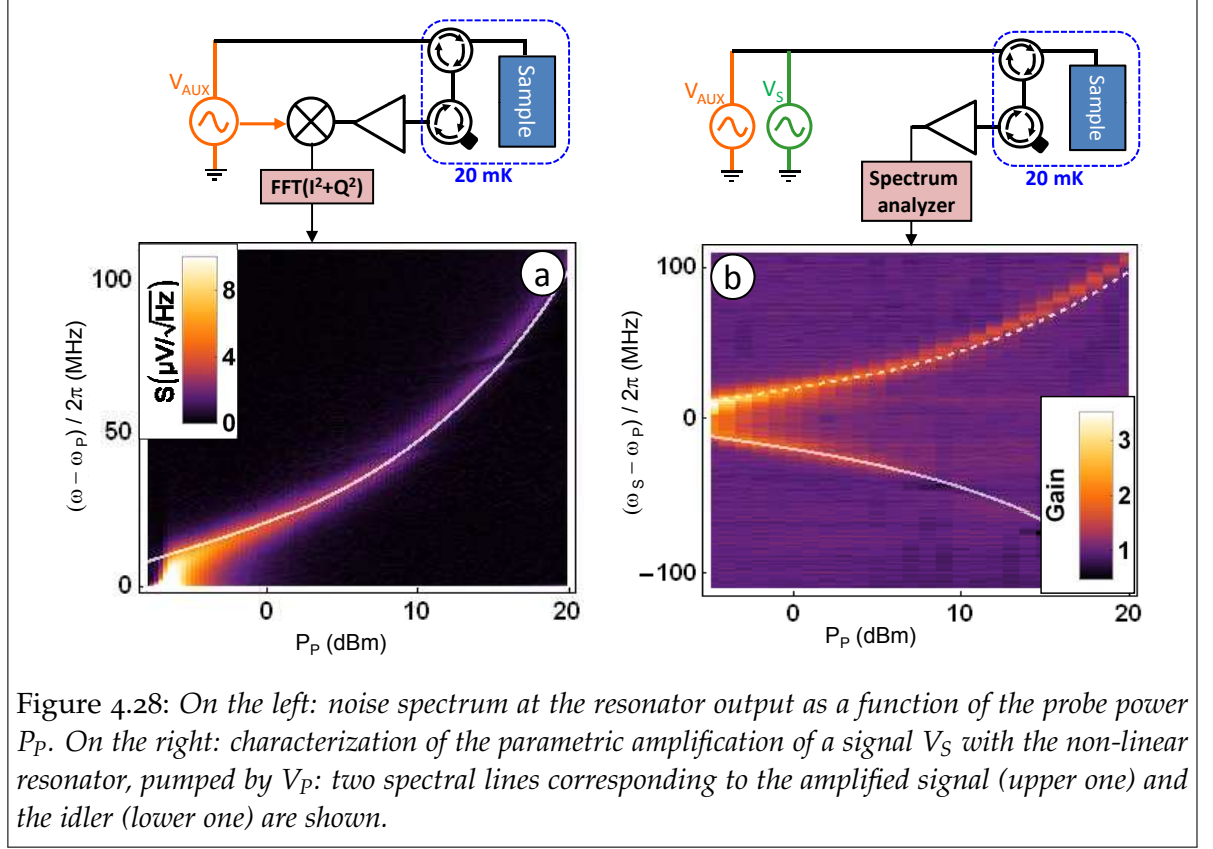 V_AUX
Sample
FFT(I²+Q²)
20 mK
V_AUX
V_S
Sample
Spectrum
analyzer
20 mK
a
S(µV/√Hz)
8
4
0
100
50
0
(ω − ω_P) / 2π (MHz)
0
10
20
P_P (dBm)
b
100
0
−100
(ω_S − ω_P) / 2π (MHz)
Gain
3
2
1
0
10
20
P_P (dBm)
Figure 4.28: On the left: noise spectrum at the resonator output as a function of the probe power
P_P. On the right: characterization of the parametric amplification of a signal V_S with the non-linear
resonator, pumped by V_P: two spectral lines corresponding to the amplified signal (upper one) and
the idler (lower one) are shown.